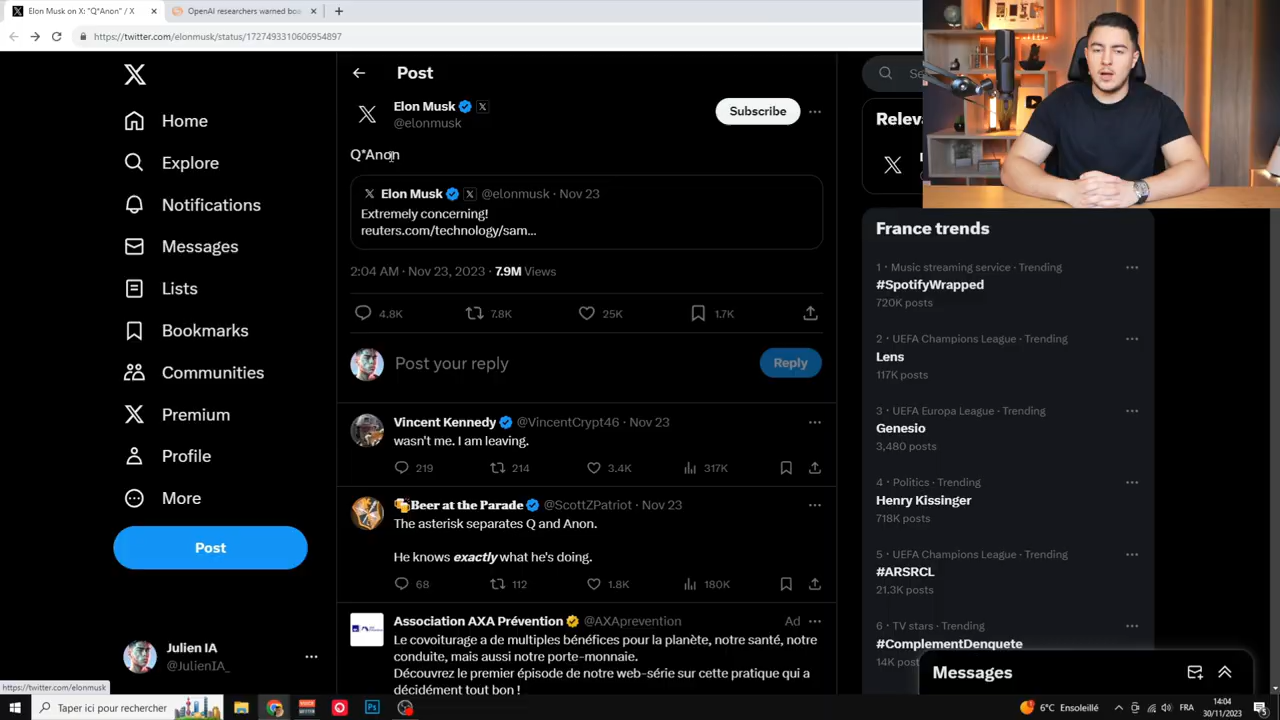 Elon Musk on X: "Q*Anon" / X
OpenAI researchers warned boa
https://twitter.com/elonmusk/status/1727493310606954897
Home
Explore
Notifications
Messages
Lists
Bookmarks
Communities
Premium
Profile
More
Post
Julien IA
@JulienIA_
https://twitter.com/elonmusk
Post
Elon Musk
@elonmusk
Subscribe
Q*Anon
Elon Musk @elonmusk · Nov 23
Extremely concerning!
reuters.com/technology/sam...
2:04 AM · Nov 23, 2023 · 7.9M Views
4.8K 7.8K 25K 1.7K
Post your reply
Reply
Vincent Kennedy @VincentCrypt46 · Nov 23
wasn't me. I am leaving.
219 214 3.4K 317K
Beer at the Parade @ScottZPatriot · Nov 23
The asterisk separates Q and Anon.
He knows exactly what he's doing.
68 112 1.8K 180K
Association AXA Prévention @AXAprevention Ad
Le covoiturage a de multiples bénéfices pour la planète, notre santé, notre
conduite, mais aussi notre porte-monnaie.
Découvrez le premier épisode de notre web-série sur cette pratique qui a
décidément tout bon !
Se
Releva
France trends
1 · Music streaming service · Trending
#SpotifyWrapped
720K posts
2 · UEFA Champions League · Trending
Lens
117K posts
3 · UEFA Europa League · Trending
Genesio
3,480 posts
4 · Politics · Trending
Henry Kissinger
718K posts
5 · UEFA Champions League · Trending
#ARSRCL
21.3K posts
6 · TV stars · Trending
#ComplementDenquete
14K pos
Messages
Taper ici pour rechercher
6°C Ensoleillé
FRA
14:04
30/11/2023
5